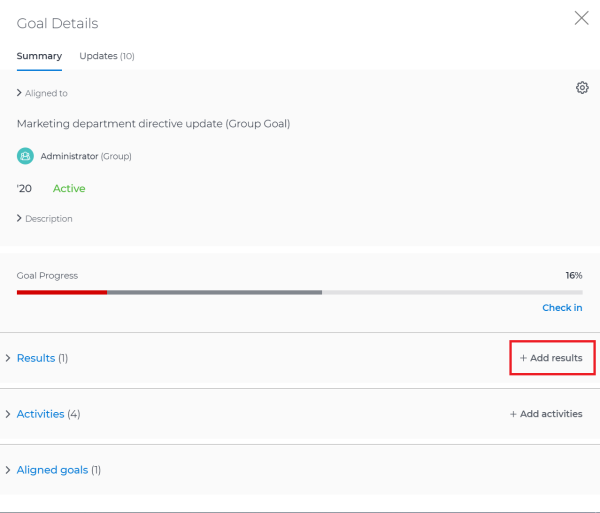 Goal Details
Summary Updates (10)
Aligned to
Marketing department directive update (Group Goal)
Administrator (Group)
'20 Active
Description
Goal Progress 16%
Check in
Results (1) + Add results
Activities (4) + Add activities
Aligned goals (1)